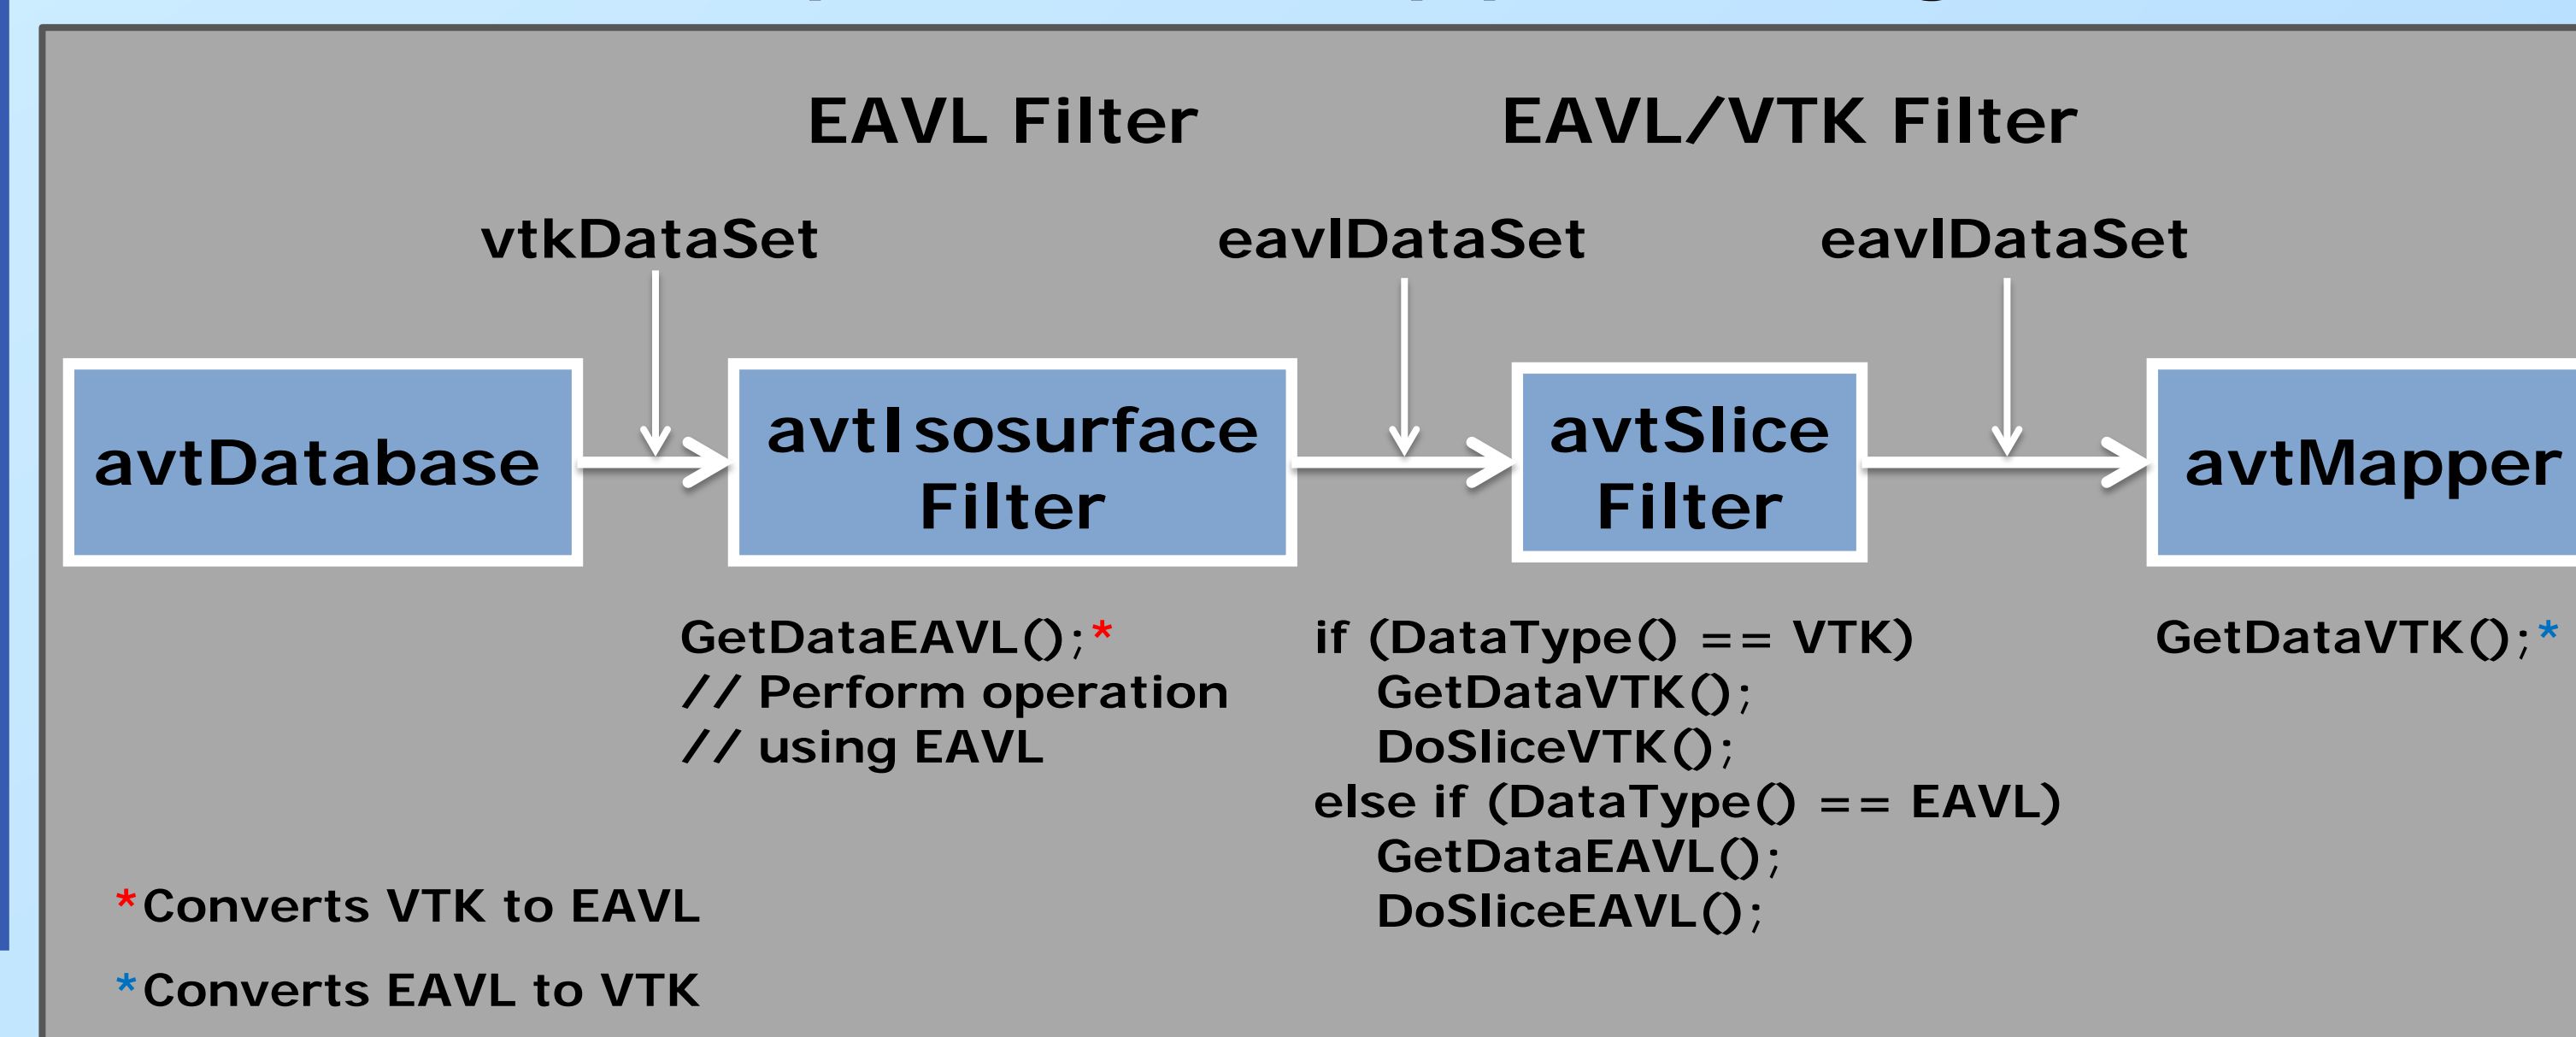 EAVL Filter
EAVL/VTK Filter
vtkDataSet
eavlDataSet
eavlDataSet
avtDatabase
avtIsosurface
Filter
avtSlice
Filter
avtMapper
GetDataEAVL();*
// Perform operation
// using EAVL
if (DataType() == VTK)
GetDataVTK();
DoSliceVTK();
else if (DataType() == EAVL)
GetDataEAVL();
DoSliceEAVL();
GetDataVTK();*
*Converts VTK to EAVL
*Converts EAVL to VTK